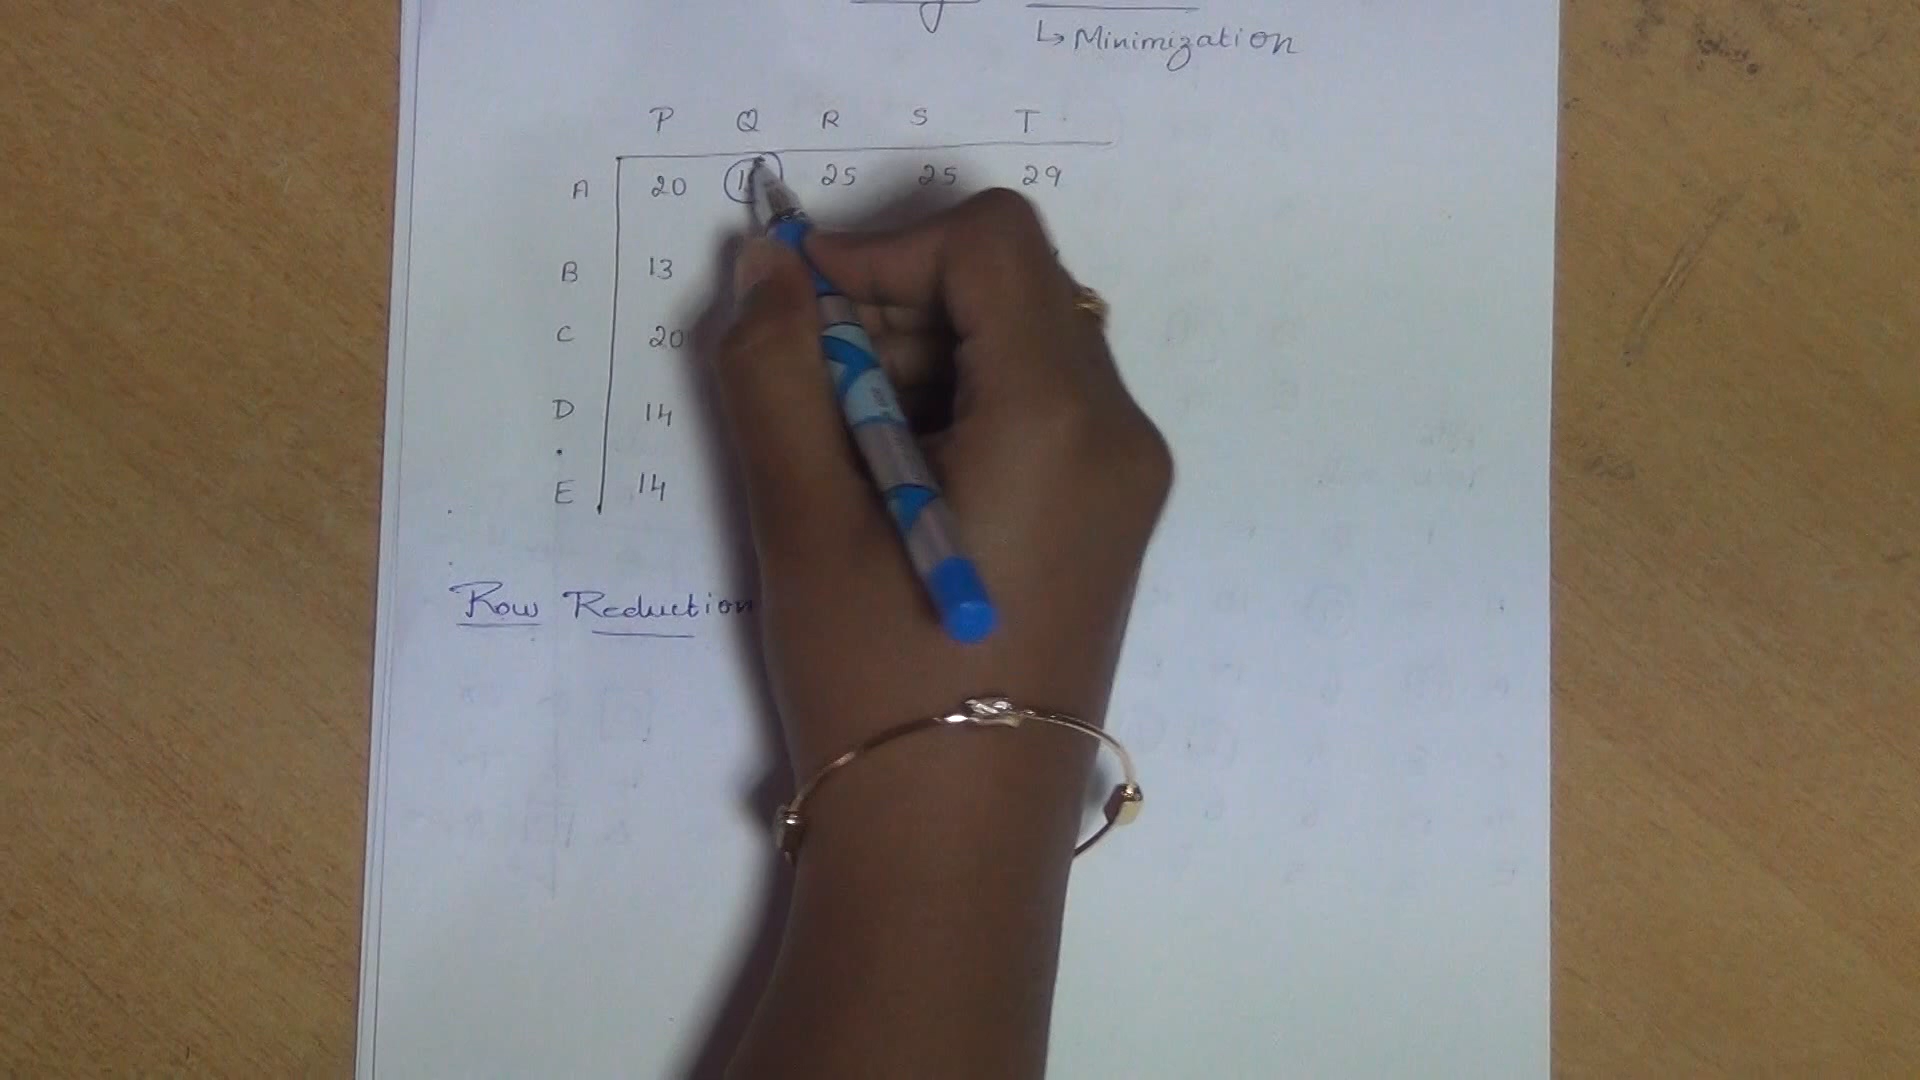 ↳ Minimization
P Q R S T
A 20 25 25 29
B 13
C 20
D 14
E 14
Row Reduction